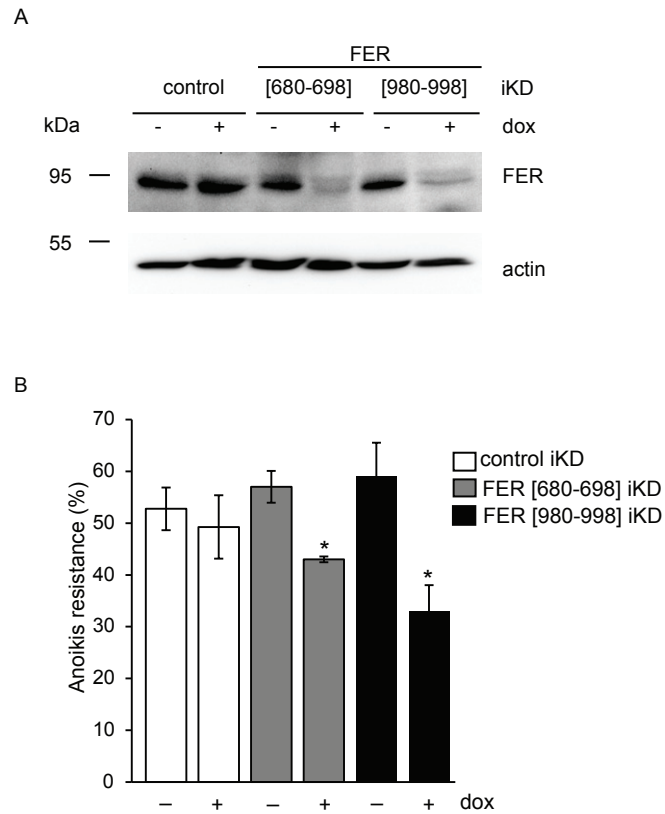 A
FER
control [680-698] [980-998] iKD
kDa - + - + - + dox
95 FER
55
actin
B
70
60
50
40
30
20
10
0
Anoikis resistance (%)
* *
control iKD
FER [680-698] iKD
FER [980-998] iKD
– + – + – + dox